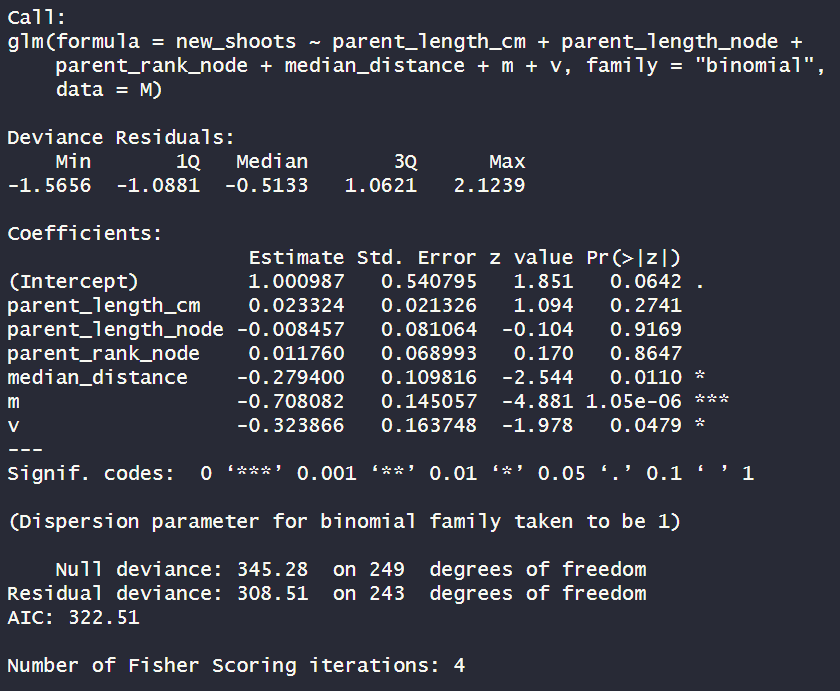 Call:
glm(formula = new_shoots ~ parent_length_cm + parent_length_node +
    parent_rank_node + median_distance + m + v, family = "binomial",
    data = M)

Deviance Residuals:
    Min       1Q   Median       3Q      Max
-1.5656  -1.0881  -0.5133   1.0621   2.1239

Coefficients:
                    Estimate Std. Error z value Pr(>|z|)
(Intercept)         1.000987   0.540795   1.851   0.0642 .
parent_length_cm    0.023324   0.021326   1.094   0.2741
parent_length_node -0.008457   0.081064  -0.104   0.9169
parent_rank_node    0.011760   0.068993   0.170   0.8647
median_distance    -0.279400   0.109816  -2.544   0.0110 *
m                  -0.708082   0.145057  -4.881 1.05e-06 ***
v                  -0.323866   0.163748  -1.978   0.0479 *
---
Signif. codes:  0 ‘***’ 0.001 ‘**’ 0.01 ‘*’ 0.05 ‘.’ 0.1 ‘ ’ 1

(Dispersion parameter for binomial family taken to be 1)

    Null deviance: 345.28  on 249  degrees of freedom
Residual deviance: 308.51  on 243  degrees of freedom
AIC: 322.51

Number of Fisher Scoring iterations: 4